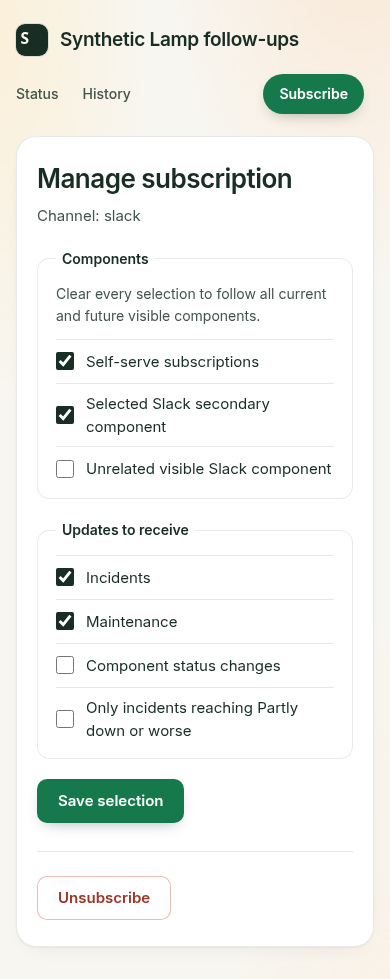 S
Synthetic Lamp follow-ups
Status
History
Subscribe
Manage subscription
Channel: slack
Components
Clear every selection to follow all current
and future visible components.
Self-serve subscriptions
Selected Slack secondary
component
Unrelated visible Slack component
Updates to receive
Incidents
Maintenance
Component status changes
Only incidents reaching Partly
down or worse
Save selection
Unsubscribe